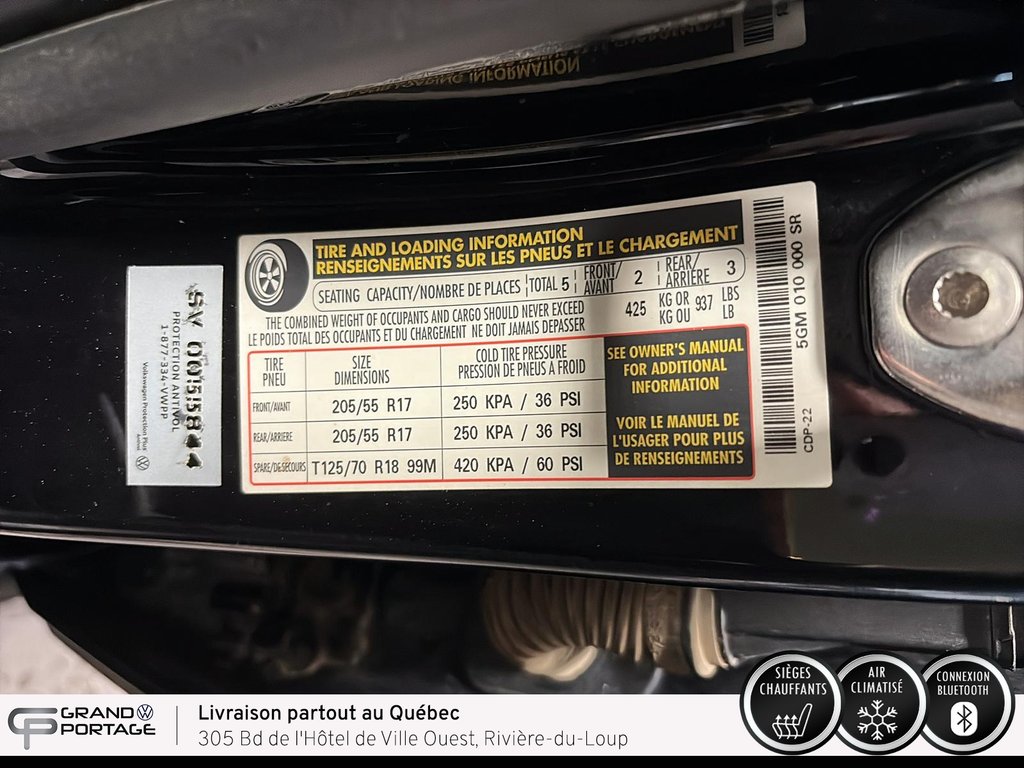 TIRE AND LOADING INFORMATION
RENSEIGNEMENTS SUR LES PNEUS ET LE CHARGEMENT
SEATING CAPACITY/NOMBRE DE PLACES TOTAL 5 FRONT/AVANT 2 REAR/ARRIÈRE 3
THE COMBINED WEIGHT OF OCCUPANTS AND CARGO SHOULD NEVER EXCEED
LE POIDS TOTAL DES OCCUPANTS ET DU CHARGEMENT NE DOIT JAMAIS DEPASSER
425 KG OR 937 LBS
KG OU LB
TIRE PNEU SIZE DIMENSIONS COLD TIRE PRESSURE PRESSION DE PNEUS A FROID
FRONT/AVANT 205/55 R17 250 KPA / 36 PSI
REAR/ARRIERE 205/55 R17 250 KPA / 36 PSI
SPARE/DE SECOURS T125/70 R18 99M 420 KPA / 60 PSI
SEE OWNER'S MANUAL
FOR ADDITIONAL
INFORMATION
VOIR LE MANUEL DE
L'USAGER POUR PLUS
DE RENSEIGNEMENTS
5GM 010 000 SR
CDP-22
SV 0055844
PROTECTION ANTIVOL
1-877-334-VWPP
Volkswagen Protection Plus
Antivol
LOADING INFORMATION
GRAND PORTAGE
Livraison partout au Québec
305 Bd de l'Hôtel de Ville Ouest, Rivière-du-Loup
SIÈGES
CHAUFFANTS
AIR
CLIMATISÉ
CONNEXION
BLUETOOTH